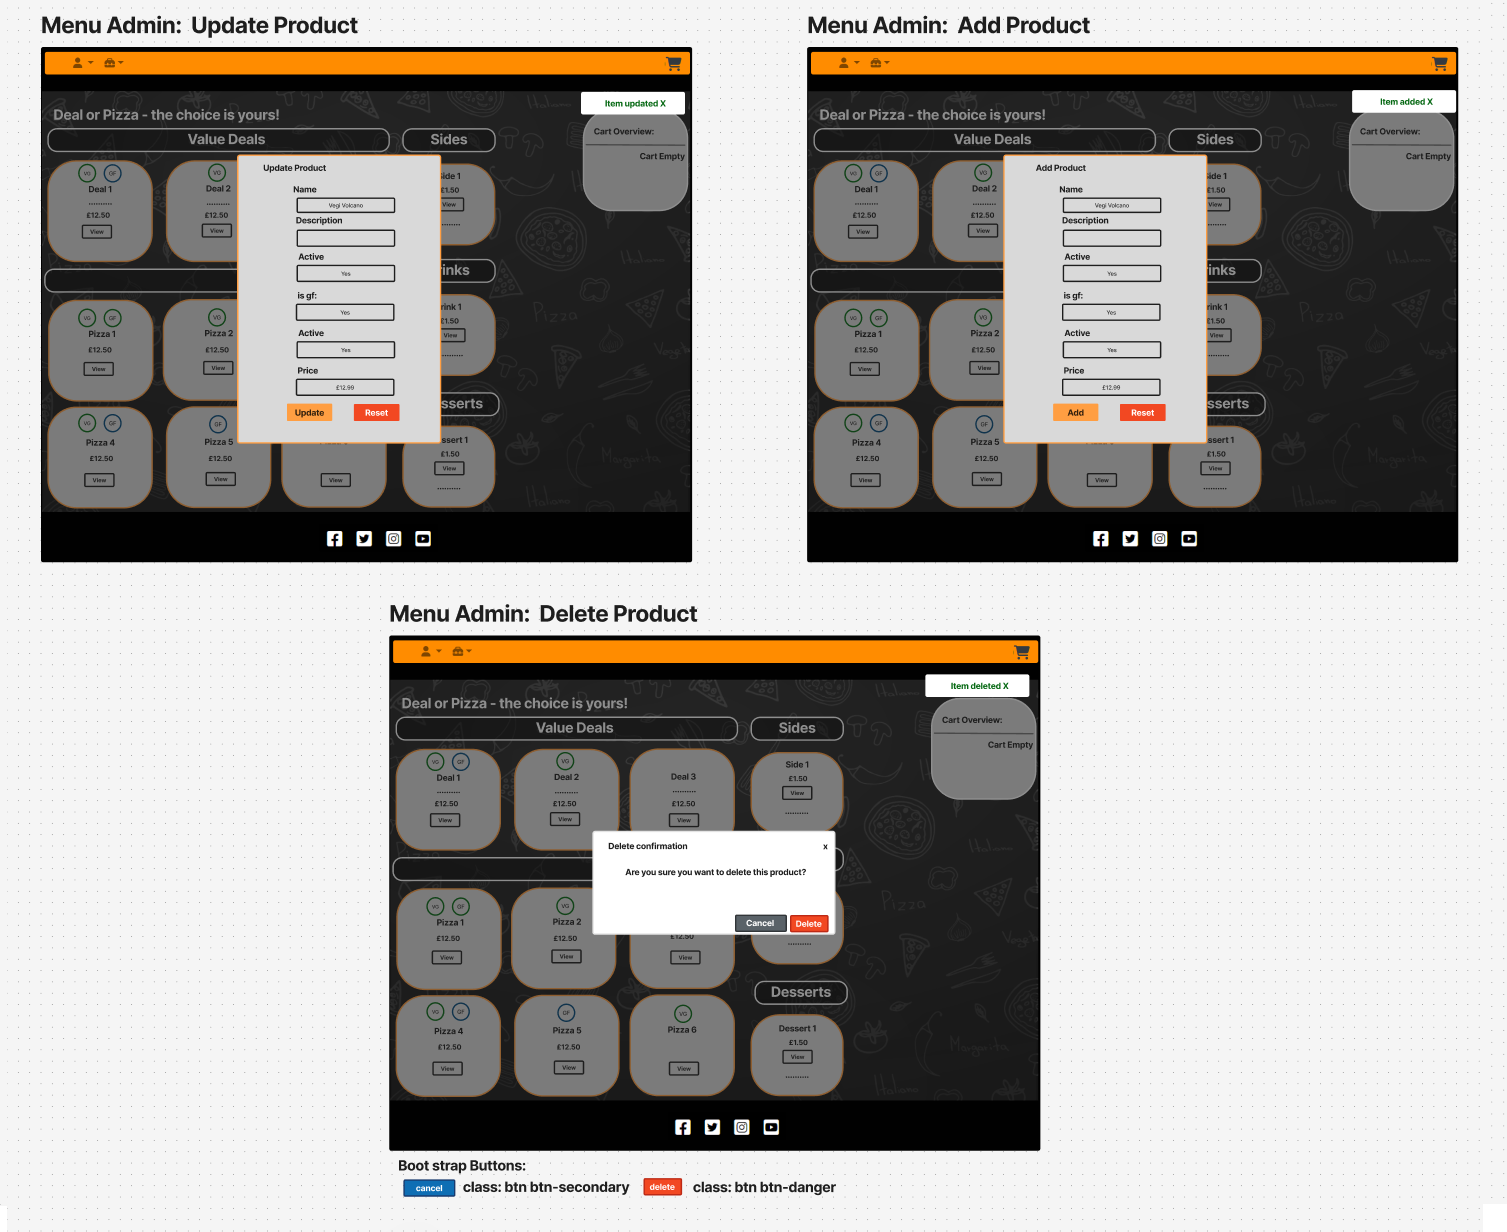 Menu Admin: Update Product
Item updated X
Deal or Pizza - the choice is yours!
Value Deals
Sides
Cart Overview:
Cart Empty
VG GF
Deal 1
£12.50
View
VG
Deal 2
£12.50
View
ide 1
£1.50
View
Update Product
Name
Vegi Volcano
Description
Active
Yes
is gf:
Yes
Active
Yes
Price
£12.99
Update
Reset
inks
VG GF
Pizza 1
£12.50
View
VG
Pizza 2
£12.50
View
rink 1
£1.50
View
sserts
VG GF
Pizza 4
£12.50
View
GF
Pizza 5
£12.50
View
View
ssert 1
£1.50
View
Menu Admin: Add Product
Item added X
Deal or Pizza - the choice is yours!
Value Deals
Sides
Cart Overview:
Cart Empty
VG GF
Deal 1
£12.50
View
VG
Deal 2
£12.50
View
ide 1
£1.50
View
Add Product
Name
Vegi Volcano
Description
Active
Yes
is gf:
Yes
Active
Yes
Price
£12.99
Add
Reset
rinks
VG GF
Pizza 1
£12.50
View
VG
Pizza 2
£12.50
View
rink 1
£1.50
View
sserts
VG GF
Pizza 4
£12.50
View
GF
Pizza 5
£12.50
View
View
ssert 1
£1.50
View
Pizza
Margarita
Menu Admin: Delete Product
Item deleted X
Deal or Pizza - the choice is yours!
Value Deals
Sides
Cart Overview:
Cart Empty
VG GF
Deal 1
£12.50
View
VG
Deal 2
£12.50
View
Deal 3
£12.50
View
Side 1
£1.50
View
Delete confirmation
x
Are you sure you want to delete this product?
Cancel
Delete
VG GF
Pizza 1
£12.50
View
VG
Pizza 2
£12.50
View
£12.50
View
Desserts
VG GF
Pizza 4
£12.50
View
GF
Pizza 5
£12.50
View
VG
Pizza 6
View
Dessert 1
£1.50
View
Pizza
Margarita
Boot strap Buttons:
cancel class: btn btn-secondary delete class: btn btn-danger